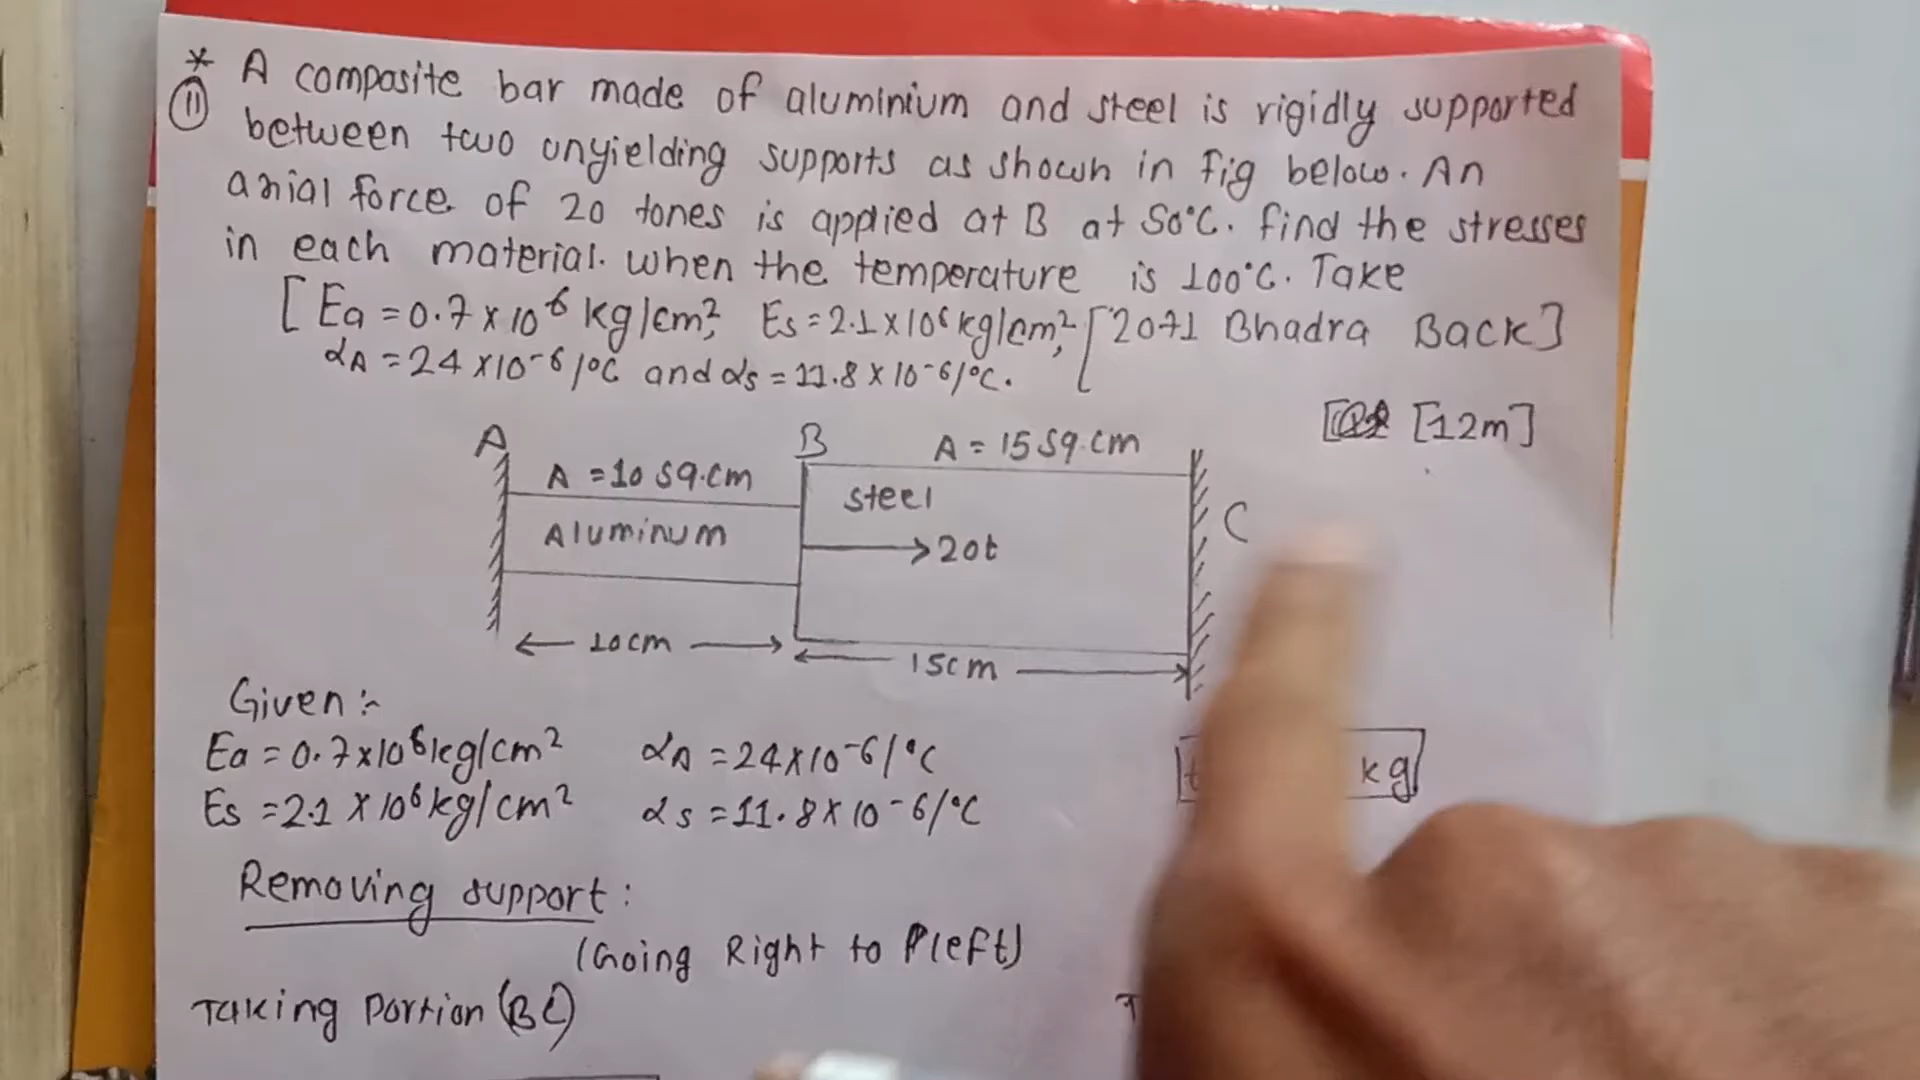 * A composite bar made of aluminium and steel is rigidly supported
11 between two unyielding supports as shown in fig below. An
axial force of 20 tones is applied at B at 50°C. find the stresses
in each material. when the temperature is 100°C. Take
[Ea = 0.7 x 10^6 kg/cm², Es = 2.1 x 10^6 kg/cm², [2071 Bhadra Back]
αA = 24 x 10^-6/°C and αs = 11.8 x 10^-6/°C.
[12m]
A B A = 15 sq.cm
A = 10 sq.cm
steel
C
Aluminum
20t
10cm
15cm
Given :-
Ea = 0.7x10^6 kg/cm² αA = 24x10^-6/°C
kg
Es = 2.1 x 10^6 kg/cm² αs = 11.8 x 10^-6/°C
Removing support :
(Going Right to left)
Taking Portion (BC)